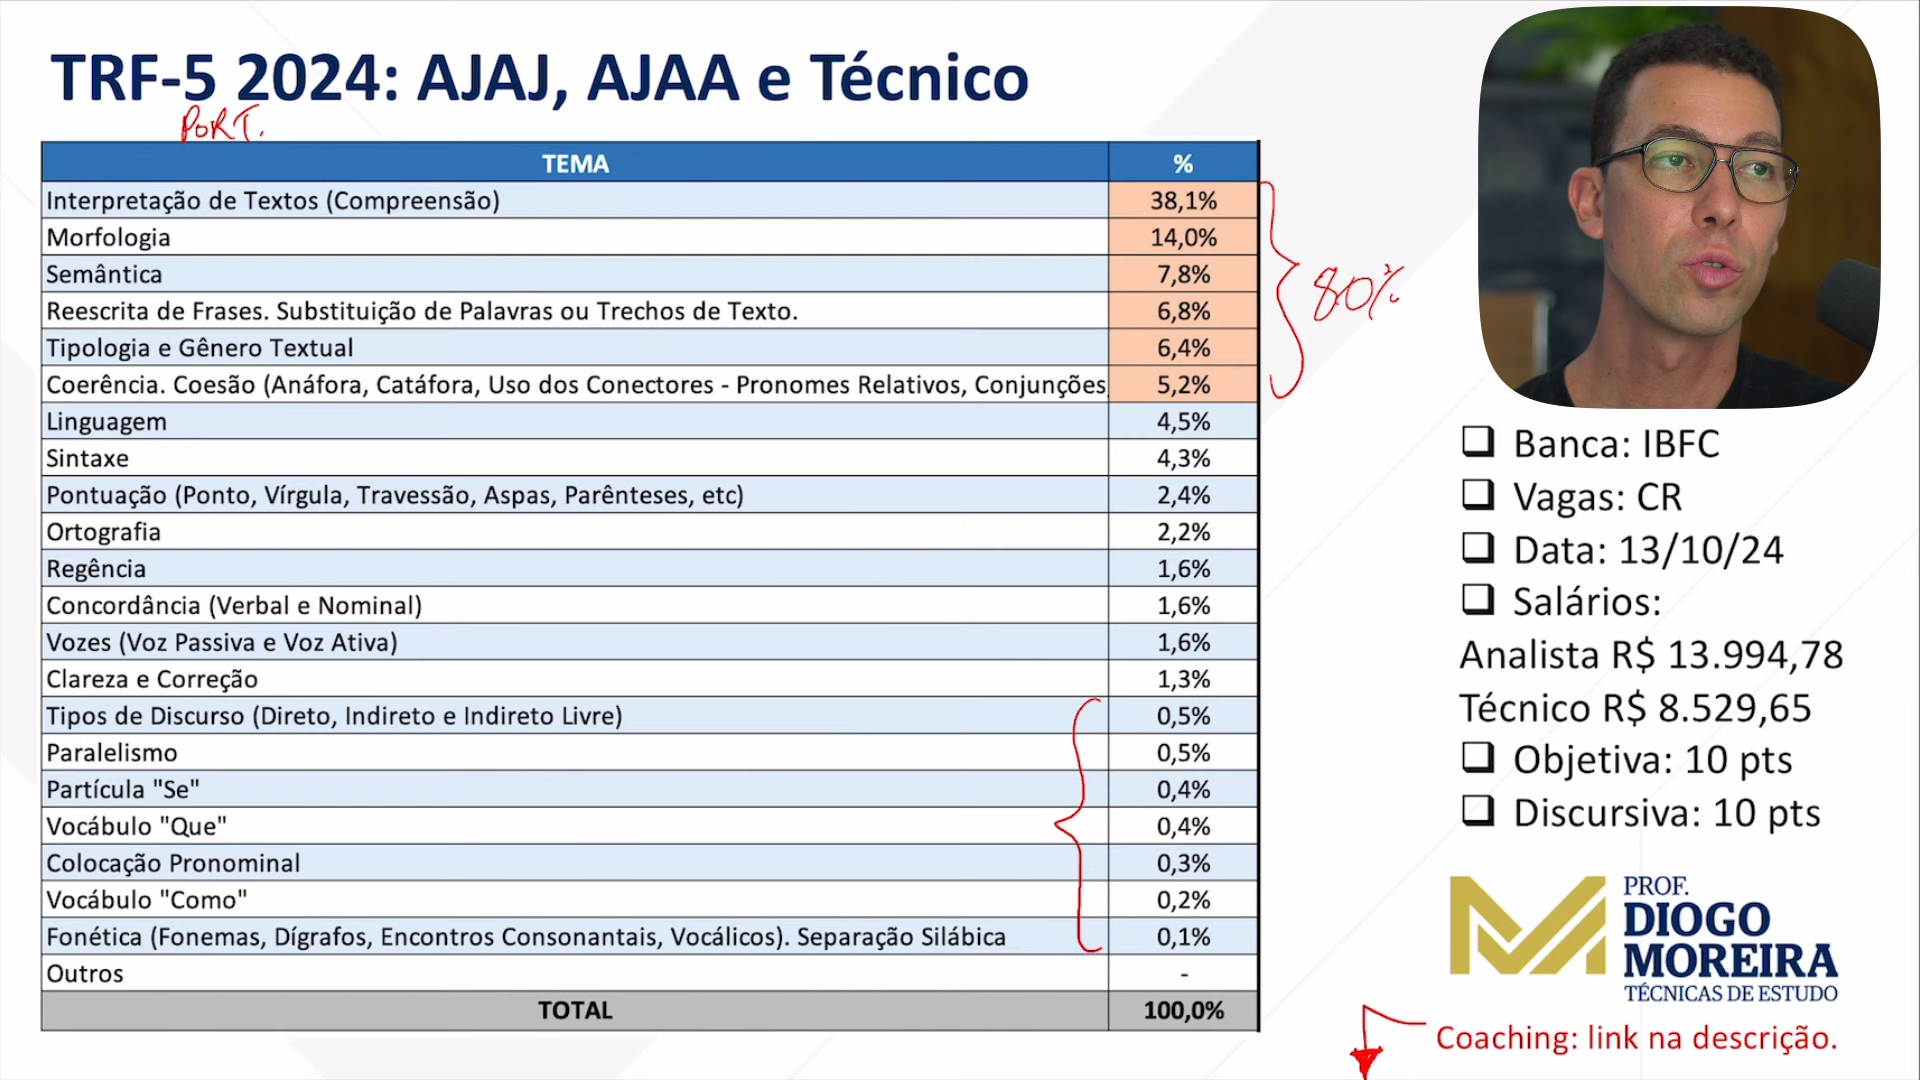 TRF-5 2024: AJAJ, AJAA e Técnico
PORT.
TEMA %
Interpretação de Textos (Compreensão) 38,1%
Morfologia 14,0%
Semântica 7,8%
Reescrita de Frases. Substituição de Palavras ou Trechos de Texto. 6,8%
Tipologia e Gênero Textual 6,4%
Coerência. Coesão (Anáfora, Catáfora, Uso dos Conectores - Pronomes Relativos, Conjunções, 5,2%
Linguagem 4,5%
Sintaxe 4,3%
Pontuação (Ponto, Vírgula, Travessão, Aspas, Parênteses, etc) 2,4%
Ortografia 2,2%
Regência 1,6%
Concordância (Verbal e Nominal) 1,6%
Vozes (Voz Passiva e Voz Ativa) 1,6%
Clareza e Correção 1,3%
Tipos de Discurso (Direto, Indireto e Indireto Livre) 0,5%
Paralelismo 0,5%
Partícula "Se" 0,4%
Vocábulo "Que" 0,4%
Colocação Pronominal 0,3%
Vocábulo "Como" 0,2%
Fonética (Fonemas, Dígrafos, Encontros Consonantais, Vocálicos). Separação Silábica 0,1%
Outros -
TOTAL 100,0%
80%
Banca: IBFC
Vagas: CR
Data: 13/10/24
Salários:
Analista R$ 13.994,78
Técnico R$ 8.529,65
Objetiva: 10 pts
Discursiva: 10 pts
PROF.
DIOGO
MOREIRA
TÉCNICAS DE ESTUDO
Coaching: link na descrição.